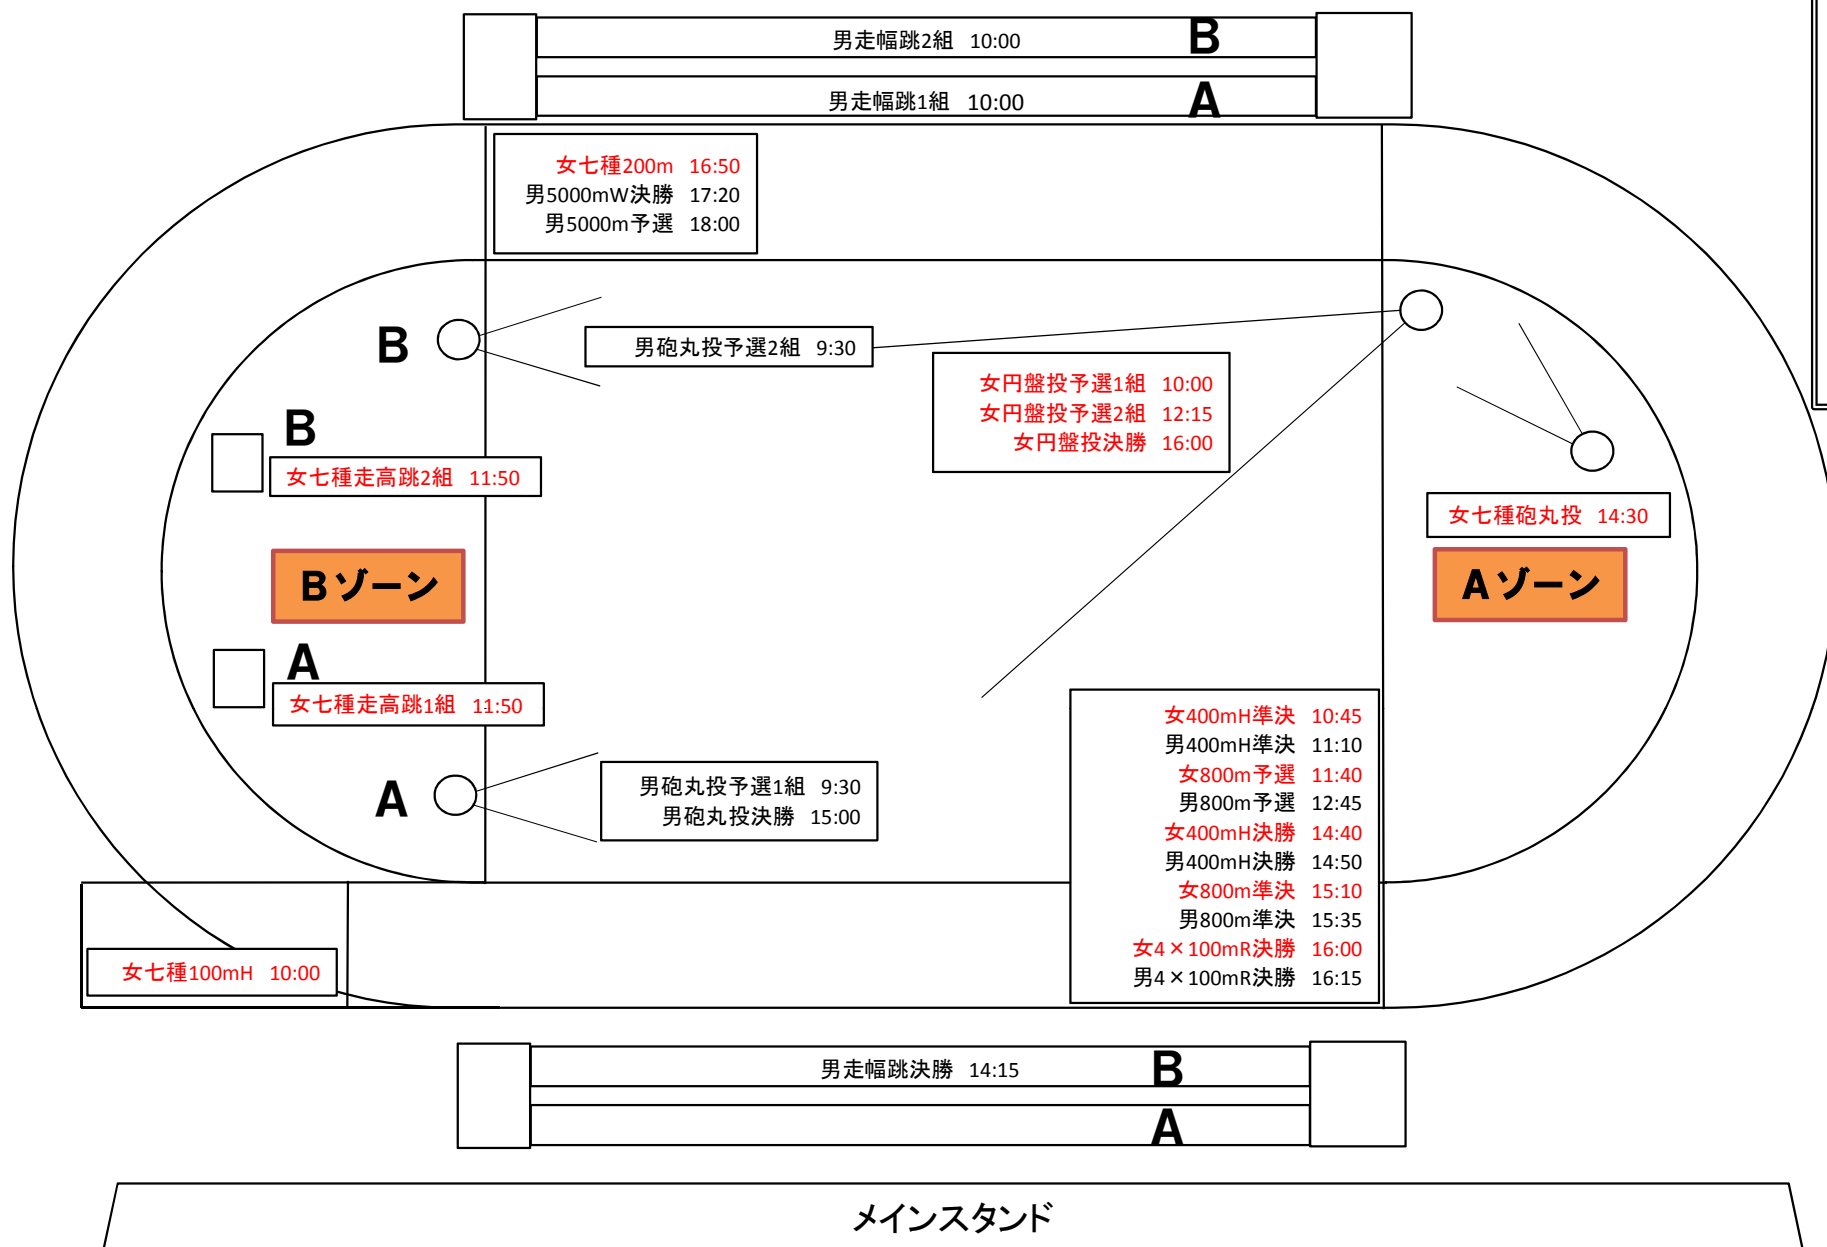 男走幅跳2組 10:00 B
男走幅跳1組 10:00 A
女七種200m 16:50
男5000mW決勝 17:20
男5000m予選 18:00
B
男砲丸投予選2組 9:30
女円盤投予選1組 10:00
女円盤投予選2組 12:15
女円盤投決勝 16:00
B
女七種走高跳2組 11:50
女七種砲丸投 14:30
Bゾーン
Aゾーン
A
女七種走高跳1組 11:50
A
男砲丸投予選1組 9:30
男砲丸投決勝 15:00
女400mH準決 10:45
男400mH準決 11:10
女800m予選 11:40
男800m予選 12:45
女400mH決勝 14:40
男400mH決勝 14:50
女800m準決 15:10
男800m準決 15:35
女4×100mR決勝 16:00
男4×100mR決勝 16:15
女七種100mH 10:00
男走幅跳決勝 14:15 B
A
メインスタンド